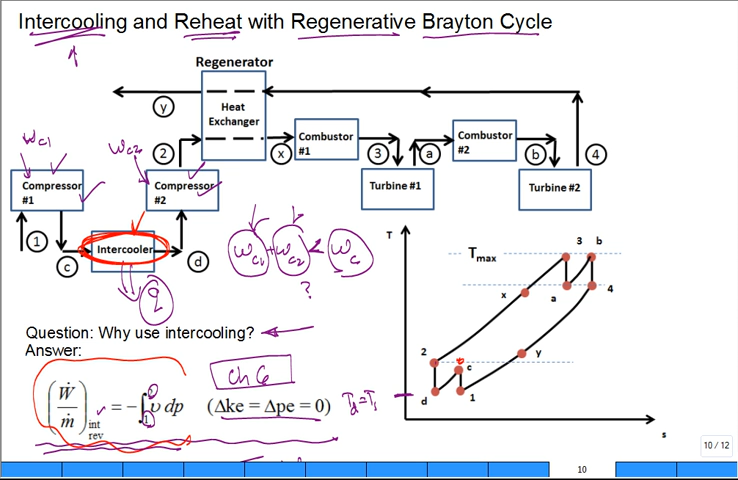 Intercooling and Reheat with Regenerative Brayton Cycle
Regenerator
y
Heat
Exchanger
Combustor
#1
Combustor
#2
2
x
3
a
b
4
Wc1
Wc2
Compressor
#1
Compressor
#2
Turbine #1
Turbine #2
1
c
Intercooler
d
q
Wc1 + Wc2 < Wc
?
T
Tmax
3
b
x
a
4
y
2
c
d
1
s
Td = T1
Question: Why use intercooling?
Answer:
Ch 6
(Ẇ/ṁ) int rev = −∫₁² υ dp (Δke = Δpe = 0)
10 / 12
10